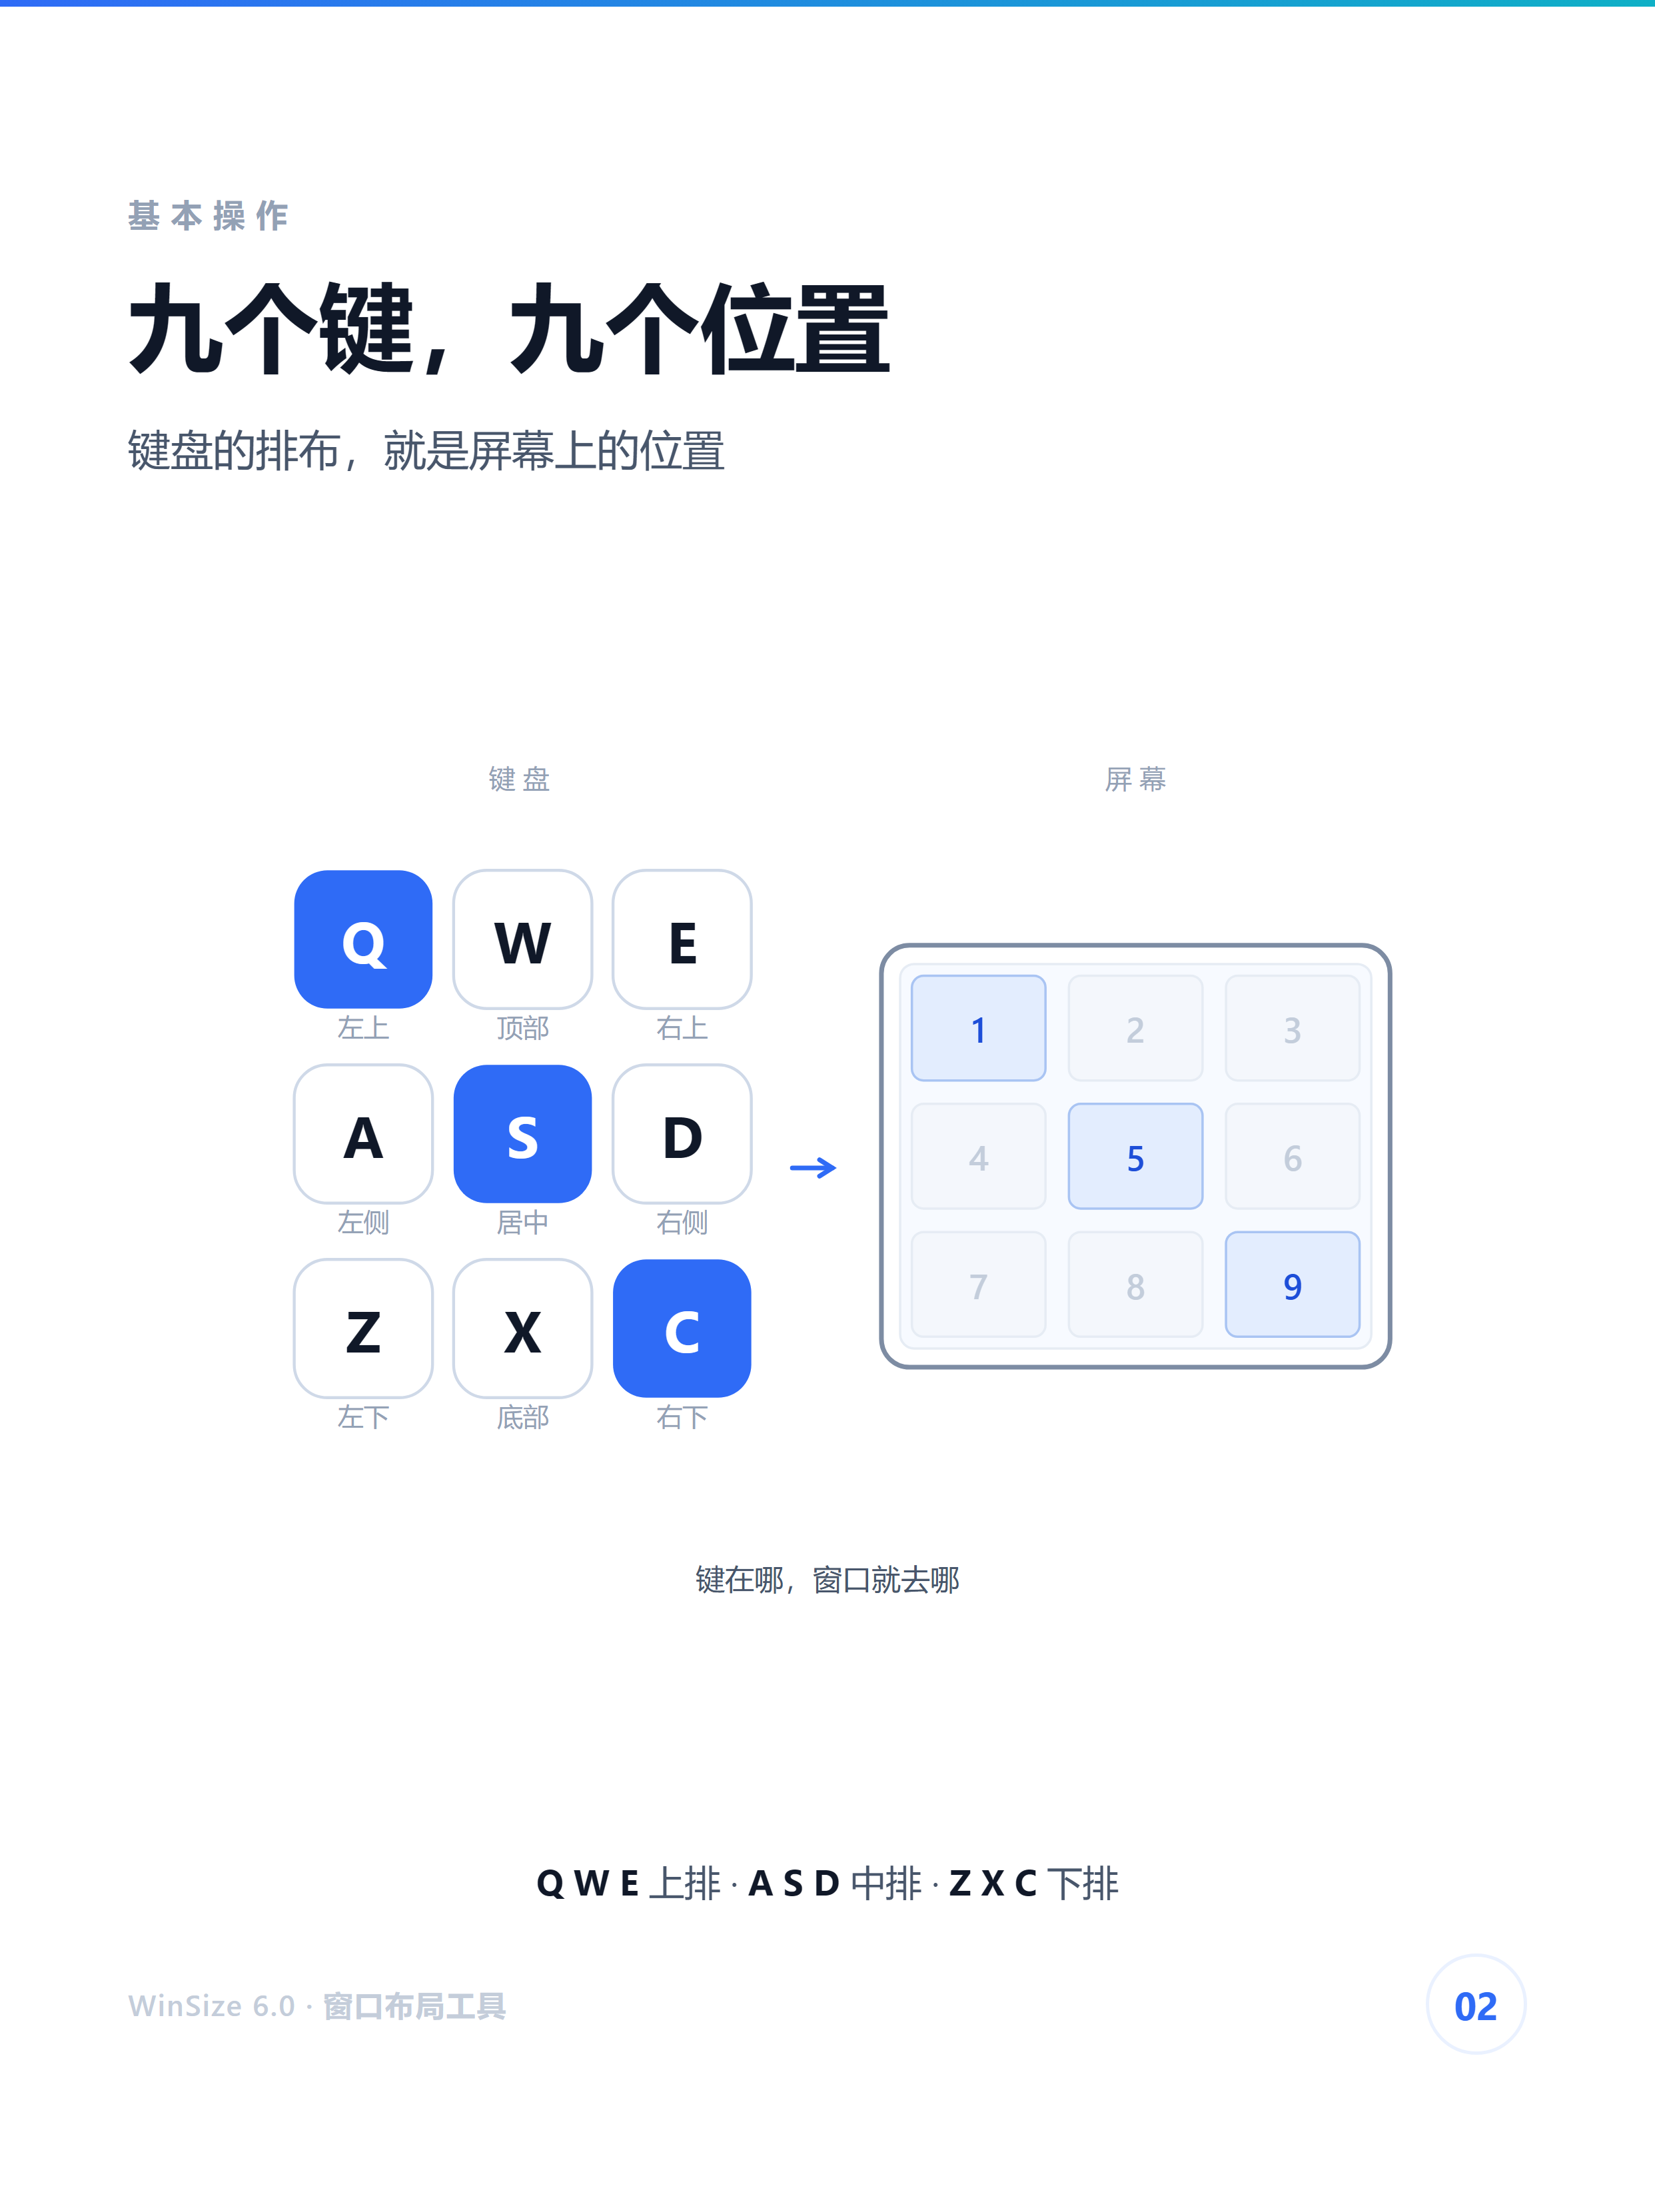 基本操作
九个键，九个位置
键盘的排布，就是屏幕上的位置
键盘
屏幕
Q W E
左上 顶部 右上
A S D
左侧 居中 右侧
Z X C
左下 底部 右下
1 2 3
4 5 6
7 8 9
键在哪，窗口就去哪
Q W E 上排 · A S D 中排 · Z X C 下排
WinSize 6.0 · 窗口布局工具
02